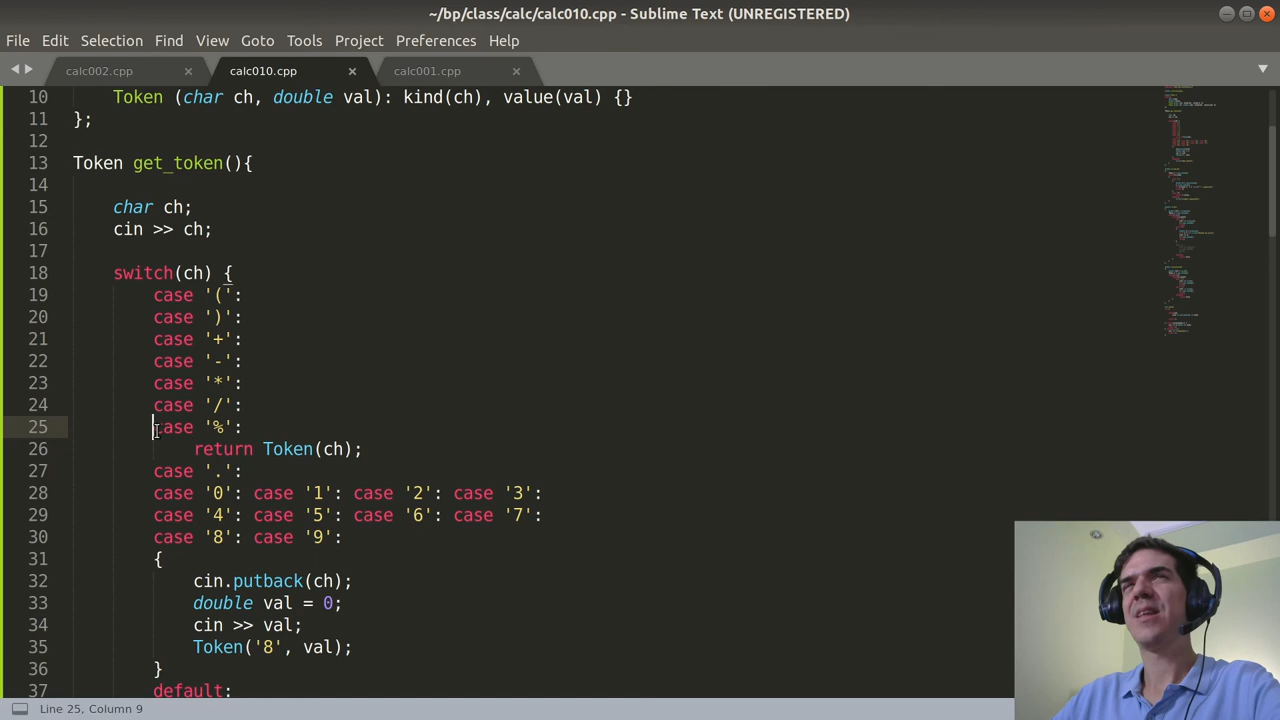 ~/bp/class/calc/calc010.cpp - Sublime Text (UNREGISTERED)
File Edit Selection Find View Goto Tools Project Preferences Help
calc002.cpp calc010.cpp calc001.cpp
10 Token (char ch, double val): kind(ch), value(val) {}
11 };
12
13 Token get_token(){
14
15 char ch;
16 cin >> ch;
17
18 switch(ch) {
19 case '(':
20 case ')':
21 case '+':
22 case '-':
23 case '*':
24 case '/':
25 case '%':
26 return Token(ch);
27 case '.':
28 case '0': case '1': case '2': case '3':
29 case '4': case '5': case '6': case '7':
30 case '8': case '9':
31 {
32 cin.putback(ch);
33 double val = 0;
34 cin >> val;
35 Token('8', val);
36 }
37 default:
Line 25, Column 9